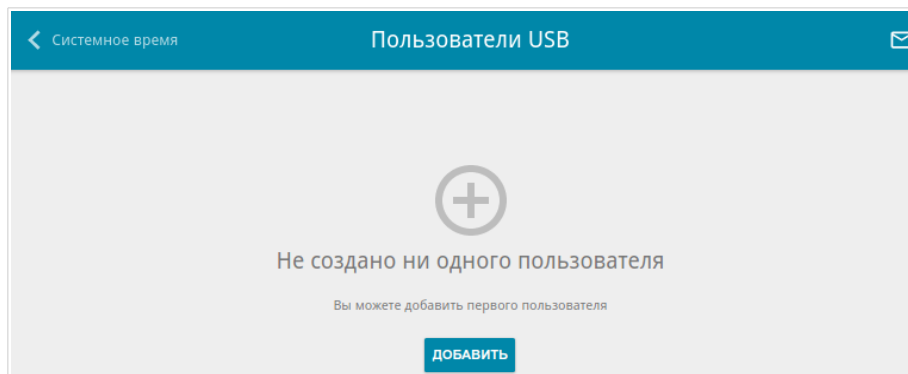 Системное время
Пользователи USB
Не создано ни одного пользователя
Вы можете добавить первого пользователя
ДОБАВИТЬ